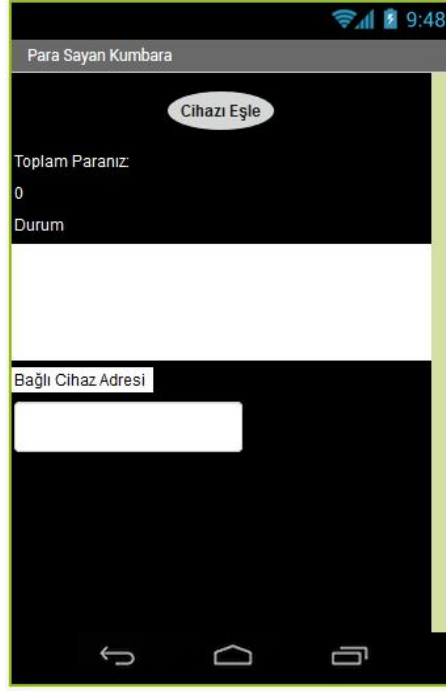 9:48
Para Sayan Kumbara
Cihazı Eşle
Toplam Paranız:
0
Durum
Bağlı Cihaz Adresi